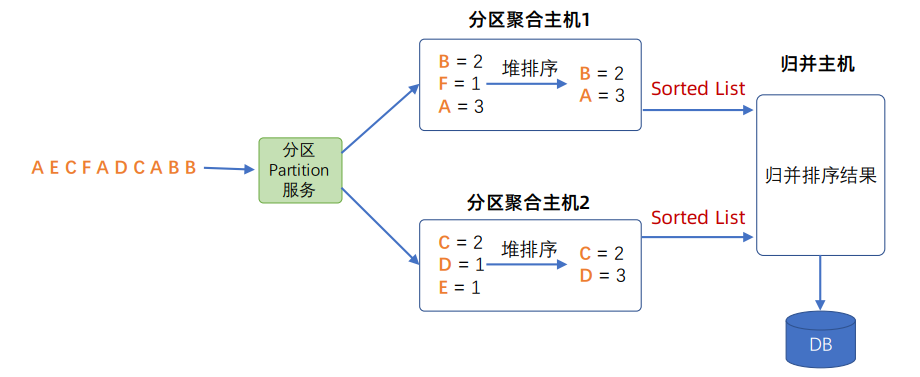 分区聚合主机1
B = 2
F = 1
A = 3
堆排序
B = 2
A = 3
Sorted List
归并主机
A E C F A D C A B B
分区
Partition
服务
归并排序结果
分区聚合主机2
C = 2
D = 1
E = 1
堆排序
C = 2
D = 3
Sorted List
DB